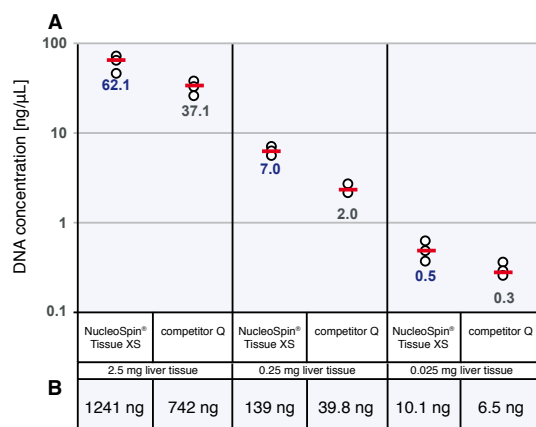 A
DNA concentration [ng/µL]
100
10
1
0.1
62.1
37.1
7.0
2.0
0.5
0.3
NucleoSpin® Tissue XS
competitor Q
NucleoSpin® Tissue XS
competitor Q
NucleoSpin® Tissue XS
competitor Q
2.5 mg liver tissue
0.25 mg liver tissue
0.025 mg liver tissue
B
1241 ng
742 ng
139 ng
39.8 ng
10.1 ng
6.5 ng